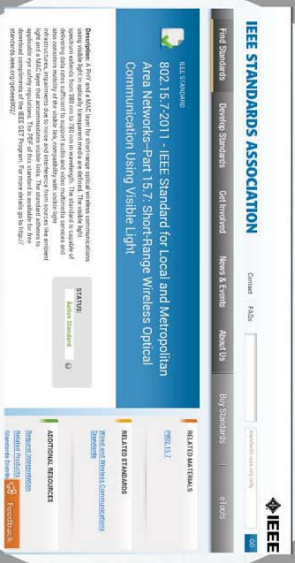 IEEE STANDARDS ASSOCIATION
Contact FAQs
standards.ieee.org only
GO
IEEE
Find Standards Develop Standards Get Involved News & Events About Us Buy Standards eTools
IEEE STANDARD
802.15.7-2011 - IEEE Standard for Local and Metropolitan
Area Networks--Part 15.7: Short-Range Wireless Optical
Communication Using Visible Light
Description: A PHY and a MAC layer for short-range optical wireless communications
using visible light in optically transparent media are defined. The visible light
spectrum extends from 380 nm to 780 nm in wavelength. The standard is capable of
delivering data rates sufficient to support audio and video multimedia services and
also considers mobility of the visible link, compatibility with visible-light
infrastructures, impairments due to noise and interference from sources like ambient
light and a MAC layer that accommodates visible links. The standard adheres to
applicable eye safety regulations. The PDF of this standard is available for free
download compliments of the IEEE GET Program. For more details go to http://
standards.ieee.org/getieee802/
STATUS:
Active Standard
RELATED MATERIALS
P802.15.7
RELATED STANDARDS
Wired and Wireless Communications
Standards
ADDITIONAL RESOURCES
Request Interpretation
Related Products
Standards Distrib
Feedback